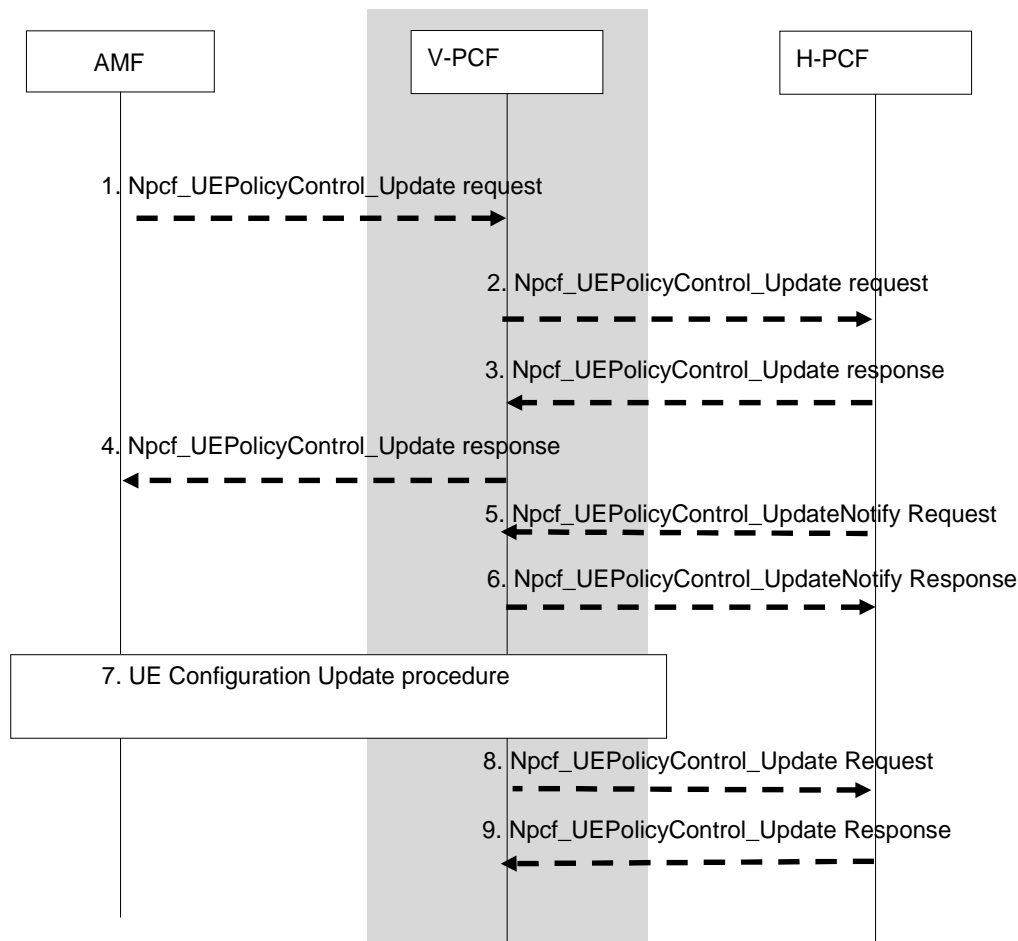 AMF
V-PCF
H-PCF
1. Npcf_UEPolicyControl_Update request
2. Npcf_UEPolicyControl_Update request
3. Npcf_UEPolicyControl_Update response
4. Npcf_UEPolicyControl_Update response
5. Npcf_UEPolicyControl_UpdateNotify Request
6. Npcf_UEPolicyControl_UpdateNotify Response
7. UE Configuration Update procedure
8. Npcf_UEPolicyControl_Update Request
9. Npcf_UEPolicyControl_Update Response